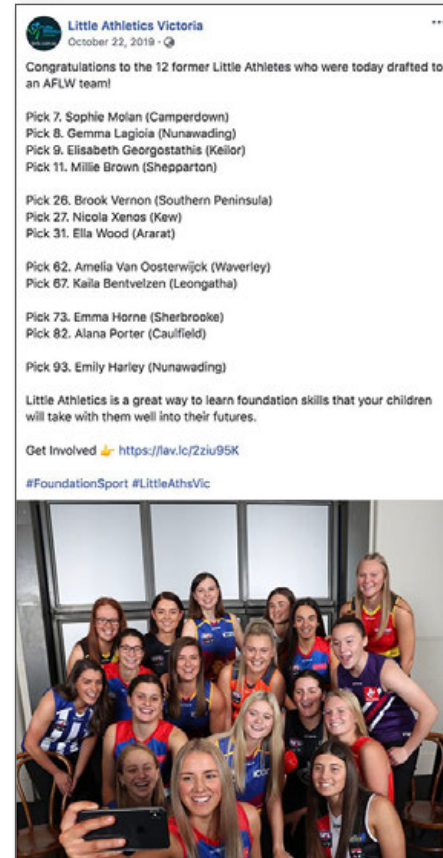 Little Athletics Victoria
October 22, 2019 ·
Congratulations to the 12 former Little Athletes who were today drafted to
an AFLW team!
Pick 7. Sophie Molan (Camperdown)
Pick 8. Gemma Lagioia (Nunawading)
Pick 9. Elisabeth Georgostathis (Keilor)
Pick 11. Millie Brown (Shepparton)
Pick 26. Brook Vernon (Southern Peninsula)
Pick 27. Nicola Xenos (Kew)
Pick 31. Ella Wood (Ararat)
Pick 62. Amelia Van Oosterwijck (Waverley)
Pick 67. Kaila Bentvelzen (Leongatha)
Pick 73. Emma Horne (Sherbrooke)
Pick 82. Alana Porter (Caulfield)
Pick 93. Emily Harley (Nunawading)
Little Athletics is a great way to learn foundation skills that your children
will take with them well into their futures.
Get Involved 👉 https://lav.lc/2ziu95K
#FoundationSport #LittleAthsVic